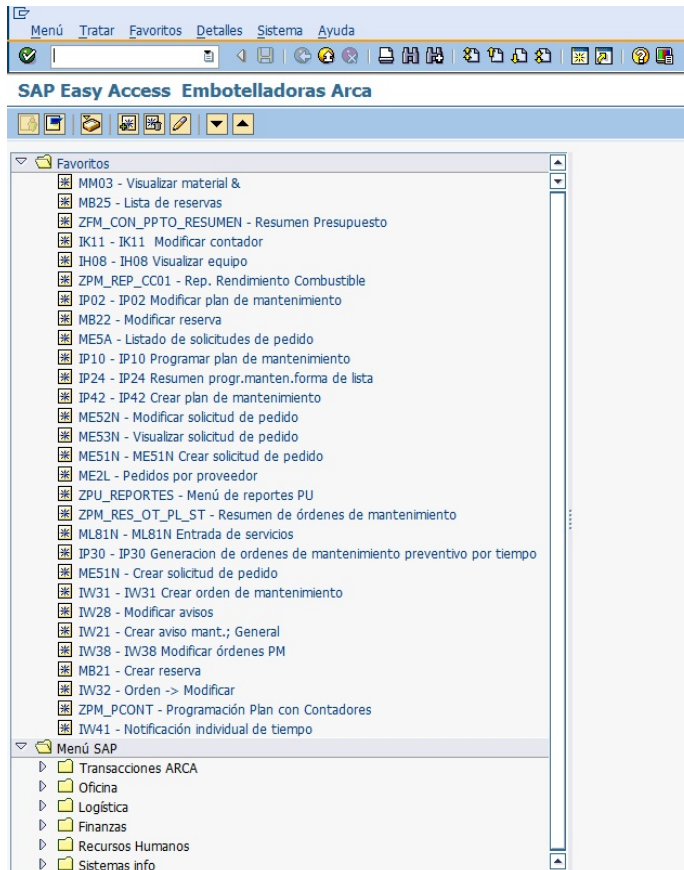 Menú Tratar Favoritos Detalles Sistema Ayuda
SAP Easy Access Embotelladoras Arca
Favoritos
MM03 - Visualizar material &
MB25 - Lista de reservas
ZFM_CON_PPTO_RESUMEN - Resumen Presupuesto
IK11 - IK11 Modificar contador
IH08 - IH08 Visualizar equipo
ZPM_REP_CC01 - Rep. Rendimiento Combustible
IP02 - IP02 Modificar plan de mantenimiento
MB22 - Modificar reserva
ME5A - Listado de solicitudes de pedido
IP10 - IP10 Programar plan de mantenimiento
IP24 - IP24 Resumen progr.manten.forma de lista
IP42 - IP42 Crear plan de mantenimiento
ME52N - Modificar solicitud de pedido
ME53N - Visualizar solicitud de pedido
ME51N - ME51N Crear solicitud de pedido
ME2L - Pedidos por proveedor
ZPU_REPORTES - Menú de reportes PU
ZPM_RES_OT_PL_ST - Resumen de órdenes de mantenimiento
ML81N - ML81N Entrada de servicios
IP30 - IP30 Generacion de ordenes de mantenimiento preventivo por tiempo
ME51N - Crear solicitud de pedido
IW31 - IW31 Crear orden de mantenimiento
IW28 - Modificar avisos
IW21 - Crear aviso mant.; General
IW38 - IW38 Modificar órdenes PM
MB21 - Crear reserva
IW32 - Orden -> Modificar
ZPM_PCONT - Programación Plan con Contadores
IW41 - Notificación individual de tiempo
Menú SAP
Transacciones ARCA
Oficina
Logística
Finanzas
Recursos Humanos
Sistemas info